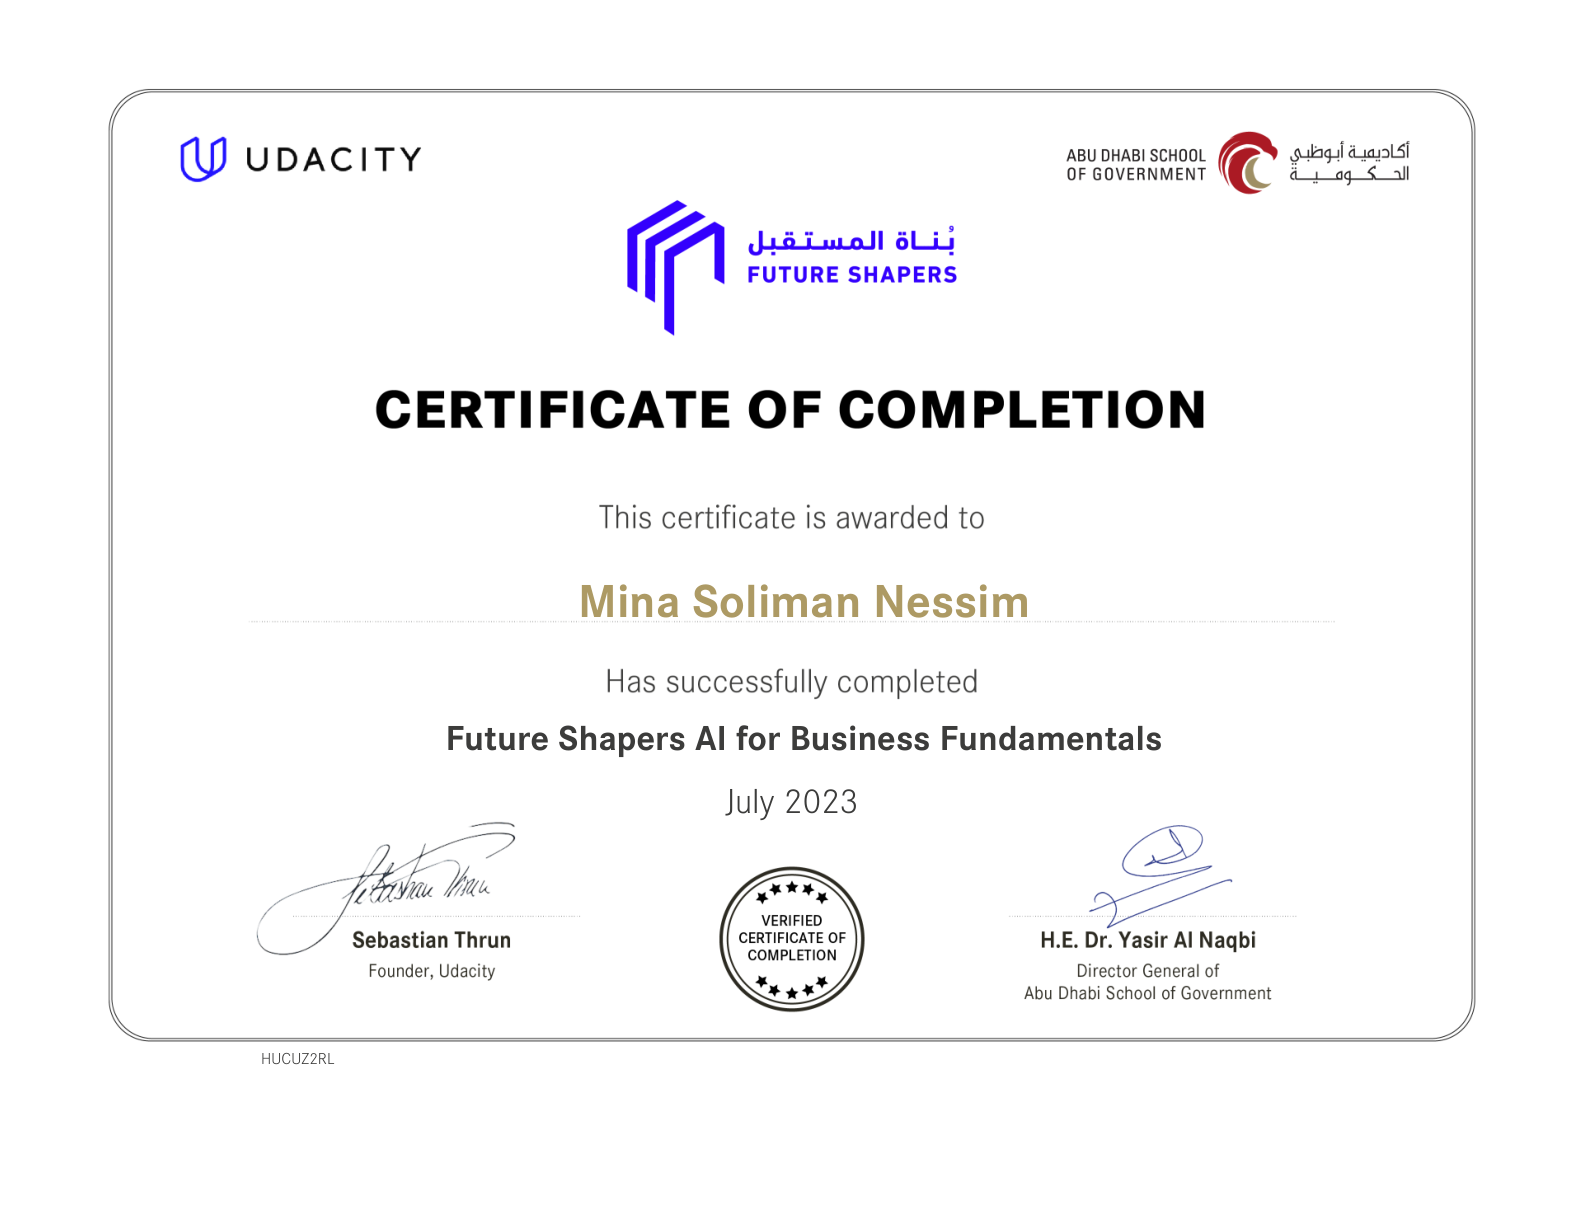 UDACITY
ABU DHABI SCHOOL
OF GOVERNMENT
أكاديمية أبوظبي
الحكومية
بُناة المستقبل
FUTURE SHAPERS
CERTIFICATE OF COMPLETION
This certificate is awarded to
Mina Soliman Nessim
Has successfully completed
Future Shapers AI for Business Fundamentals
July 2023
Sebastian Thrun
Sebastian Thrun
Founder, Udacity
VERIFIED
CERTIFICATE OF
COMPLETION
H.E. Dr. Yasir Al Naqbi
Director General of
Abu Dhabi School of Government
HUCUZ2RL